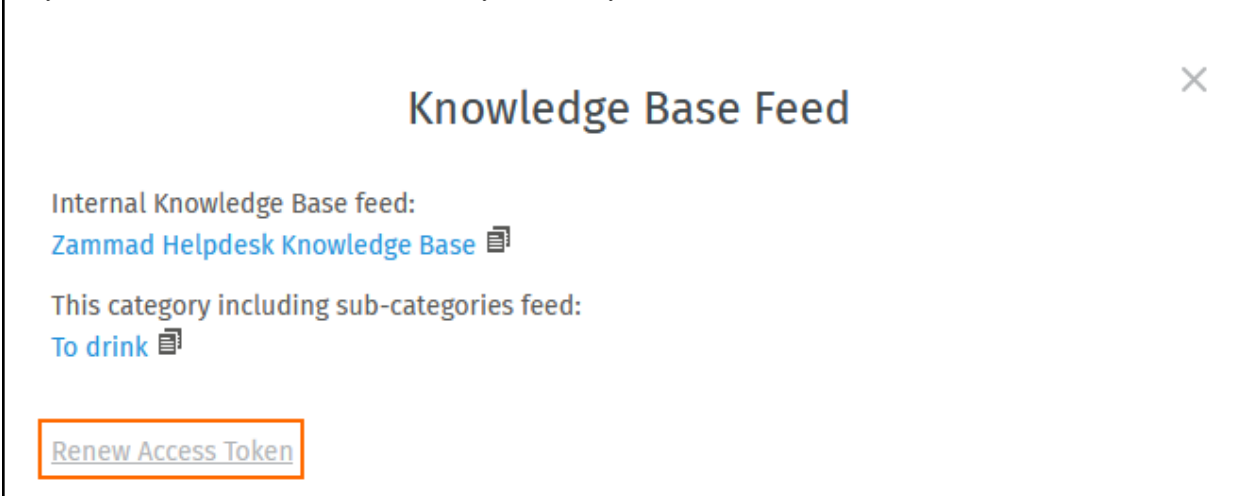 Knowledge Base Feed
Internal Knowledge Base feed:
Zammad Helpdesk Knowledge Base
This category including sub-categories feed:
To drink
Renew Access Token